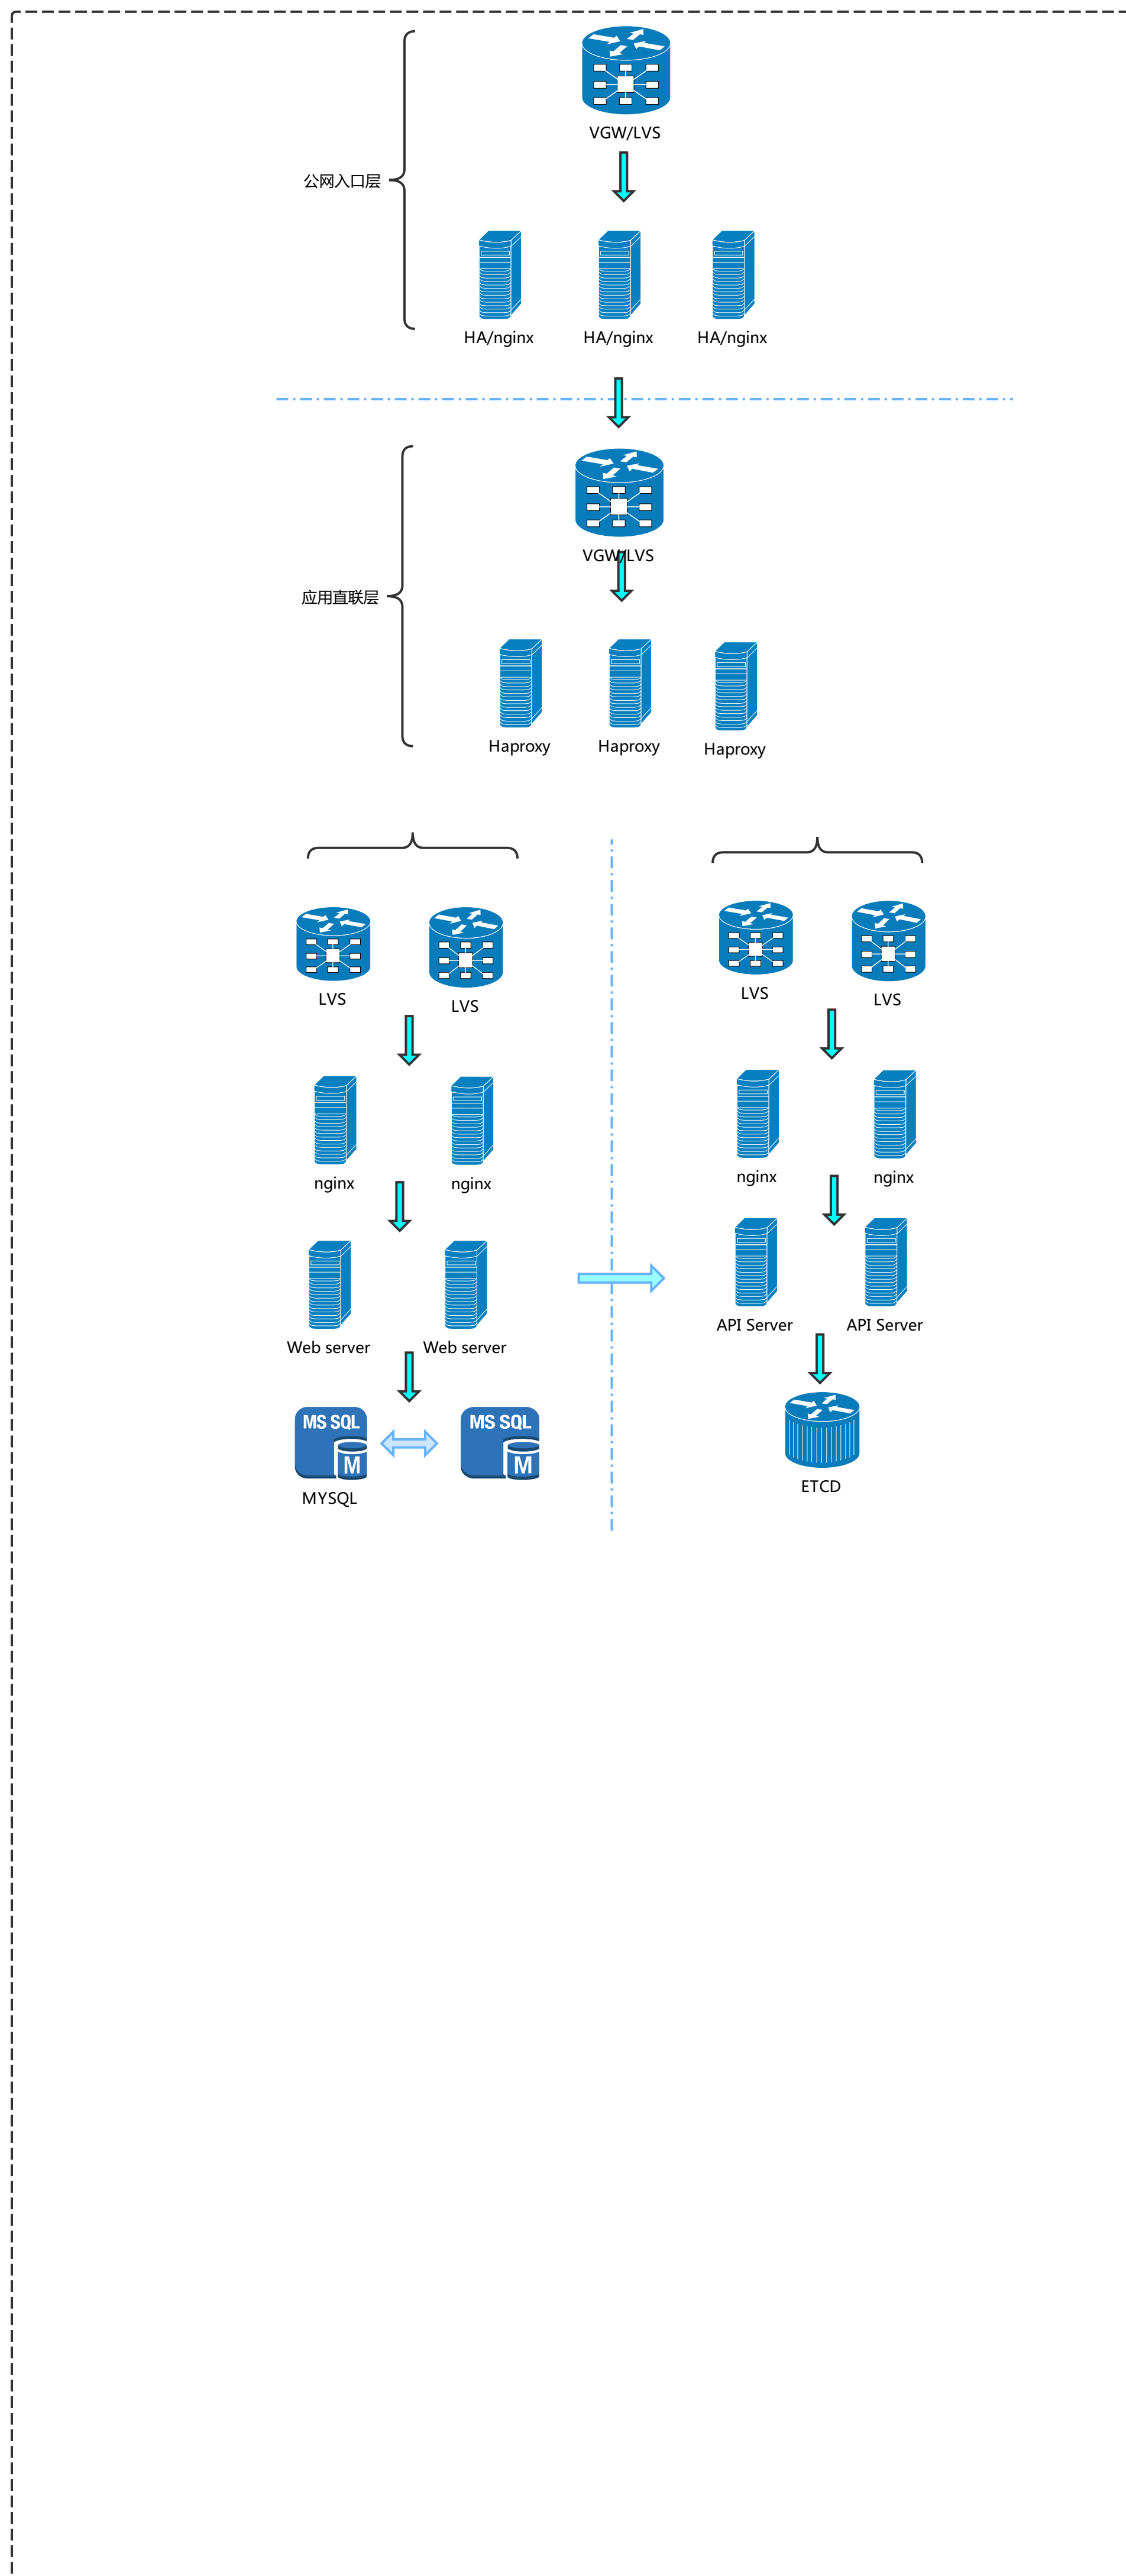 VGW/LVS
公网入口层
HA/nginx HA/nginx HA/nginx
VGW/LVS
应用直联层
Haproxy Haproxy Haproxy
LVS LVS LVS LVS
nginx nginx nginx nginx
Web server Web server API Server API Server
MS SQL M MS SQL M
MYSQL ETCD